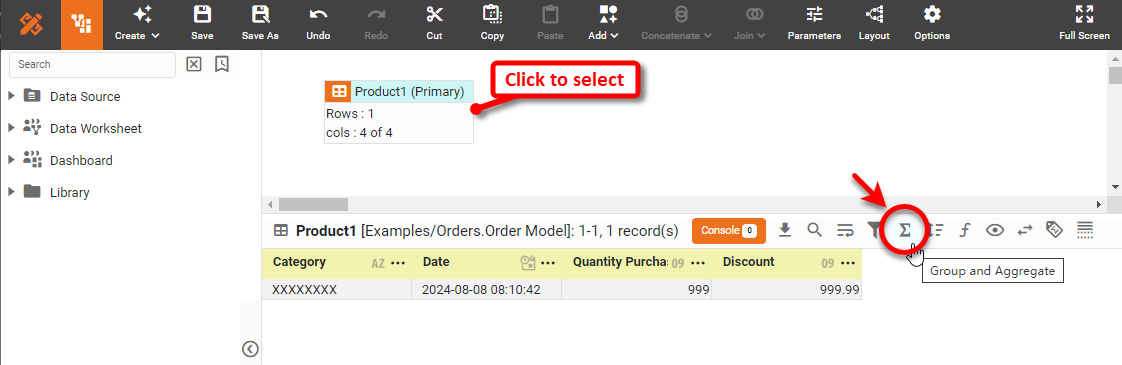 Create
Save
Save As
Undo
Redo
Cut
Copy
Paste
Add
Concatenate
Join
Parameters
Layout
Options
Full Screen
Search
Data Source
Data Worksheet
Dashboard
Library
Click to select
Product1 (Primary)
Rows : 1
cols : 4 of 4
Product1 [Examples/Orders.Order Model]: 1-1, 1 record(s)
Console 0
Σ
f
Group and Aggregate
Category AZ ••• Date ••• Quantity Purcha 09 ••• Discount 09 •••
XXXXXXXX 2024-08-08 08:10:42 999 999.99